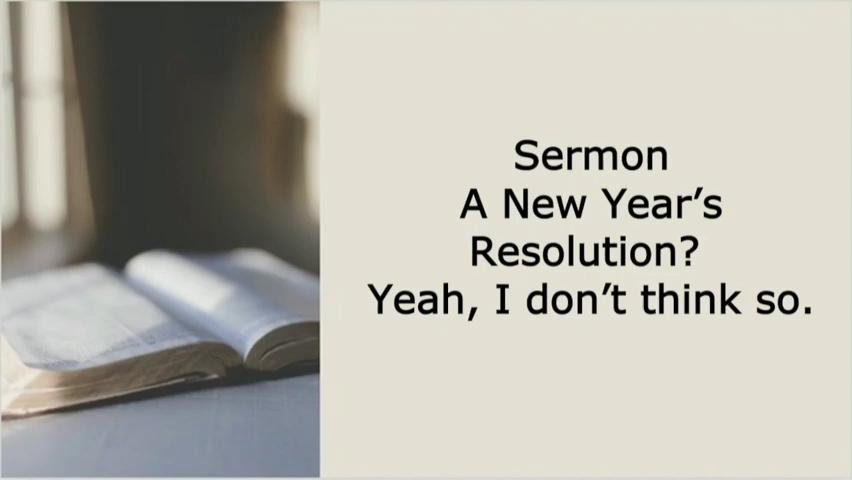 Sermon
A New Year’s
Resolution?
Yeah, I don’t think so.